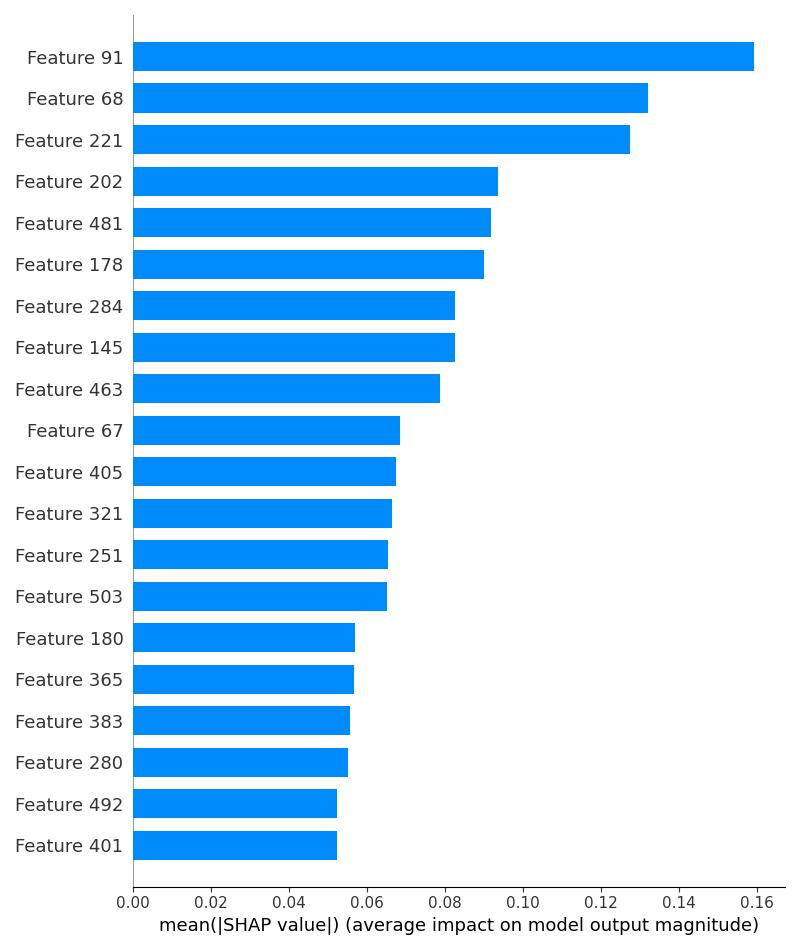 Feature 91
Feature 68
Feature 221
Feature 202
Feature 481
Feature 178
Feature 284
Feature 145
Feature 463
Feature 67
Feature 405
Feature 321
Feature 251
Feature 503
Feature 180
Feature 365
Feature 383
Feature 280
Feature 492
Feature 401
0.00 0.02 0.04 0.06 0.08 0.10 0.12 0.14 0.16
mean(|SHAP value|) (average impact on model output magnitude)